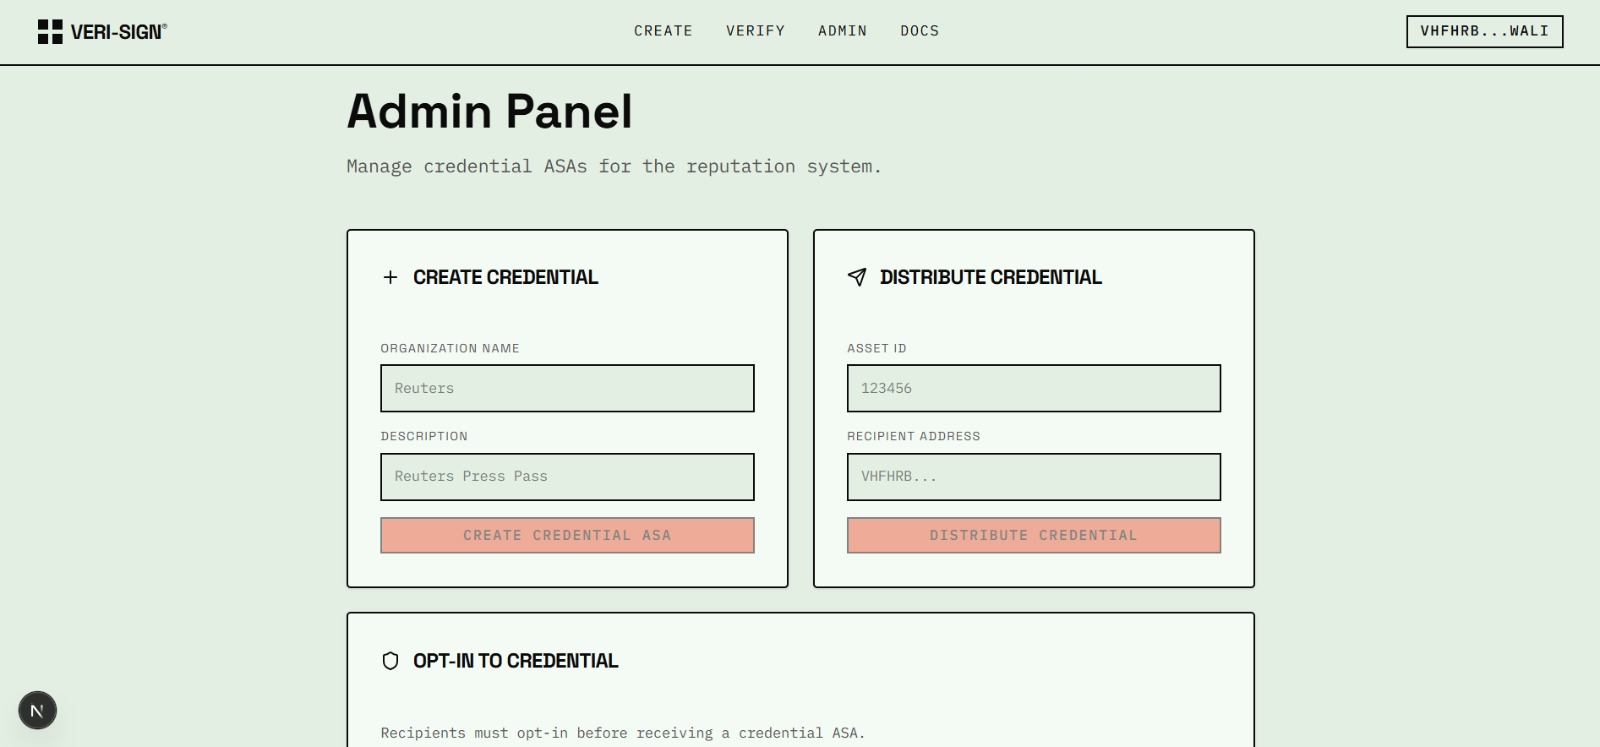 VERI-SIGN®
CREATE VERIFY ADMIN DOCS
VHFHRB...WALI
Admin Panel
Manage credential ASAs for the reputation system.
CREATE CREDENTIAL
ORGANIZATION NAME
Reuters
DESCRIPTION
Reuters Press Pass
CREATE CREDENTIAL ASA
DISTRIBUTE CREDENTIAL
ASSET ID
123456
RECIPIENT ADDRESS
VHFHRB...
DISTRIBUTE CREDENTIAL
OPT-IN TO CREDENTIAL
Recipients must opt-in before receiving a credential ASA.
N